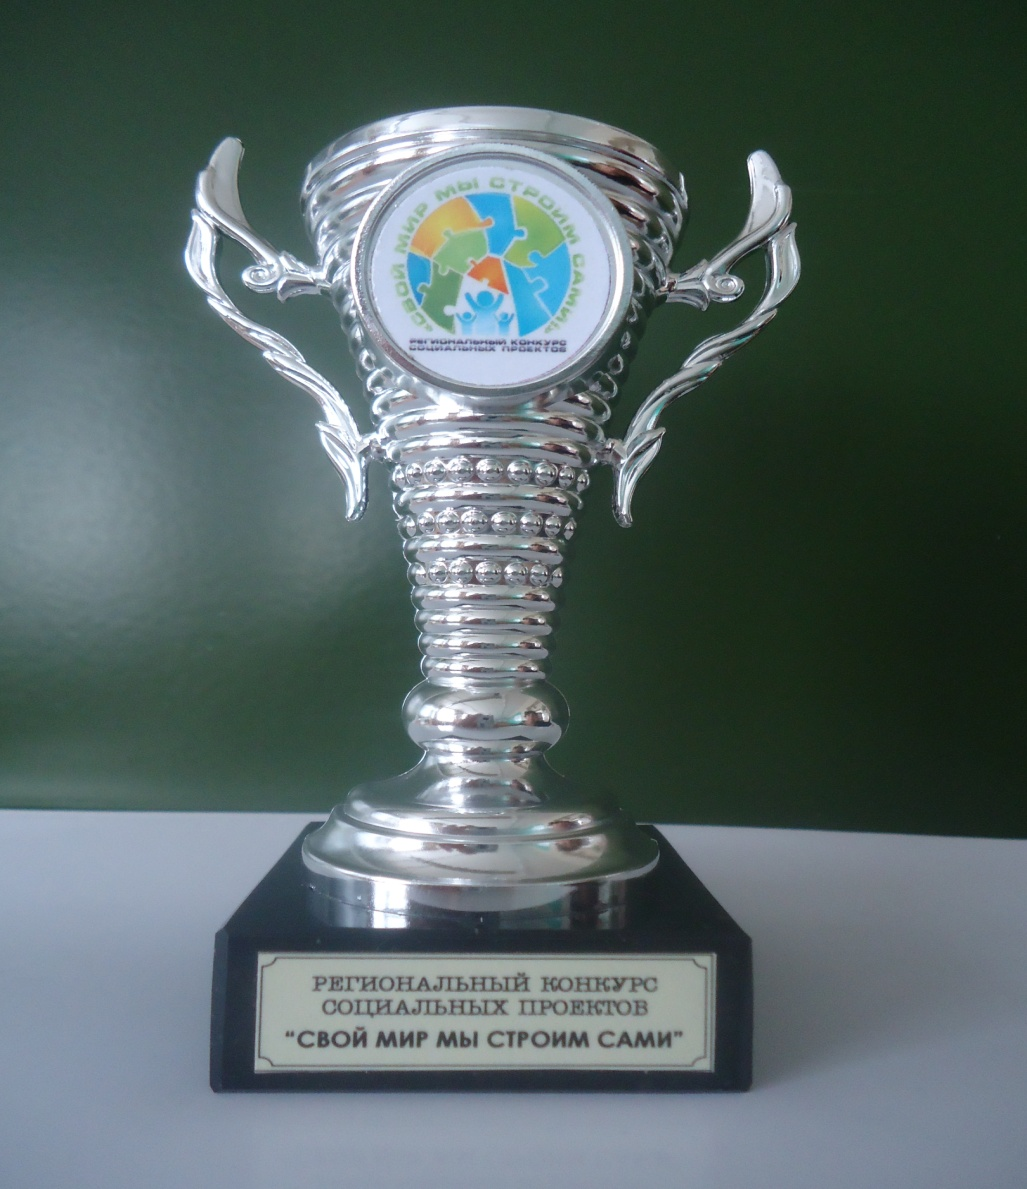 «СВОЙ МИР МЫ СТРОИМ САМИ»
РЕГИОНАЛЬНЫЙ КОНКУРС
СОЦИАЛЬНЫХ ПРОЕКТОВ
РЕГИОНАЛЬНЫЙ КОНКУРС
СОЦИАЛЬНЫХ ПРОЕКТОВ
“СВОЙ МИР МЫ СТРОИМ САМИ”